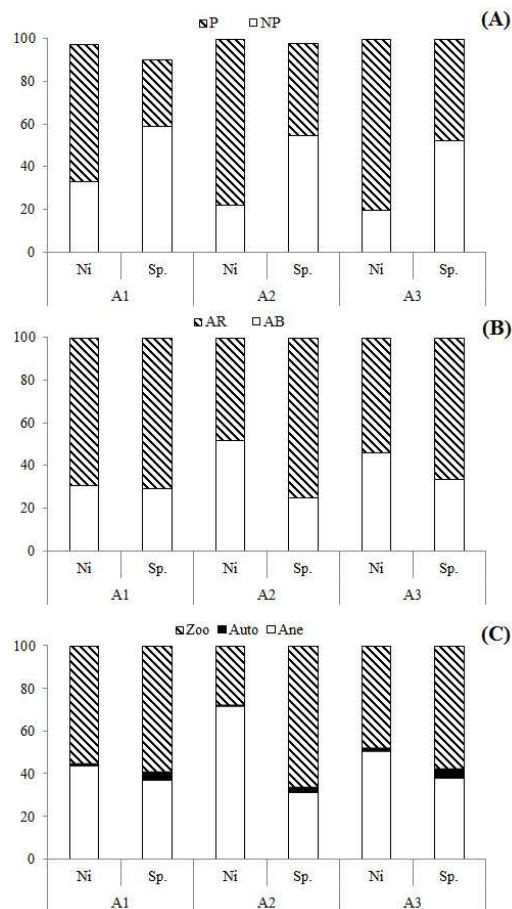 P NP (A)
100
80
60
40
20
0
Ni Sp. Ni Sp. Ni Sp.
A1 A2 A3
AR AB (B)
100
80
60
40
20
0
Ni Sp. Ni Sp. Ni Sp.
A1 A2 A3
Zoo Auto Ane (C)
100
80
60
40
20
0
Ni Sp. Ni Sp. Ni Sp.
A1 A2 A3